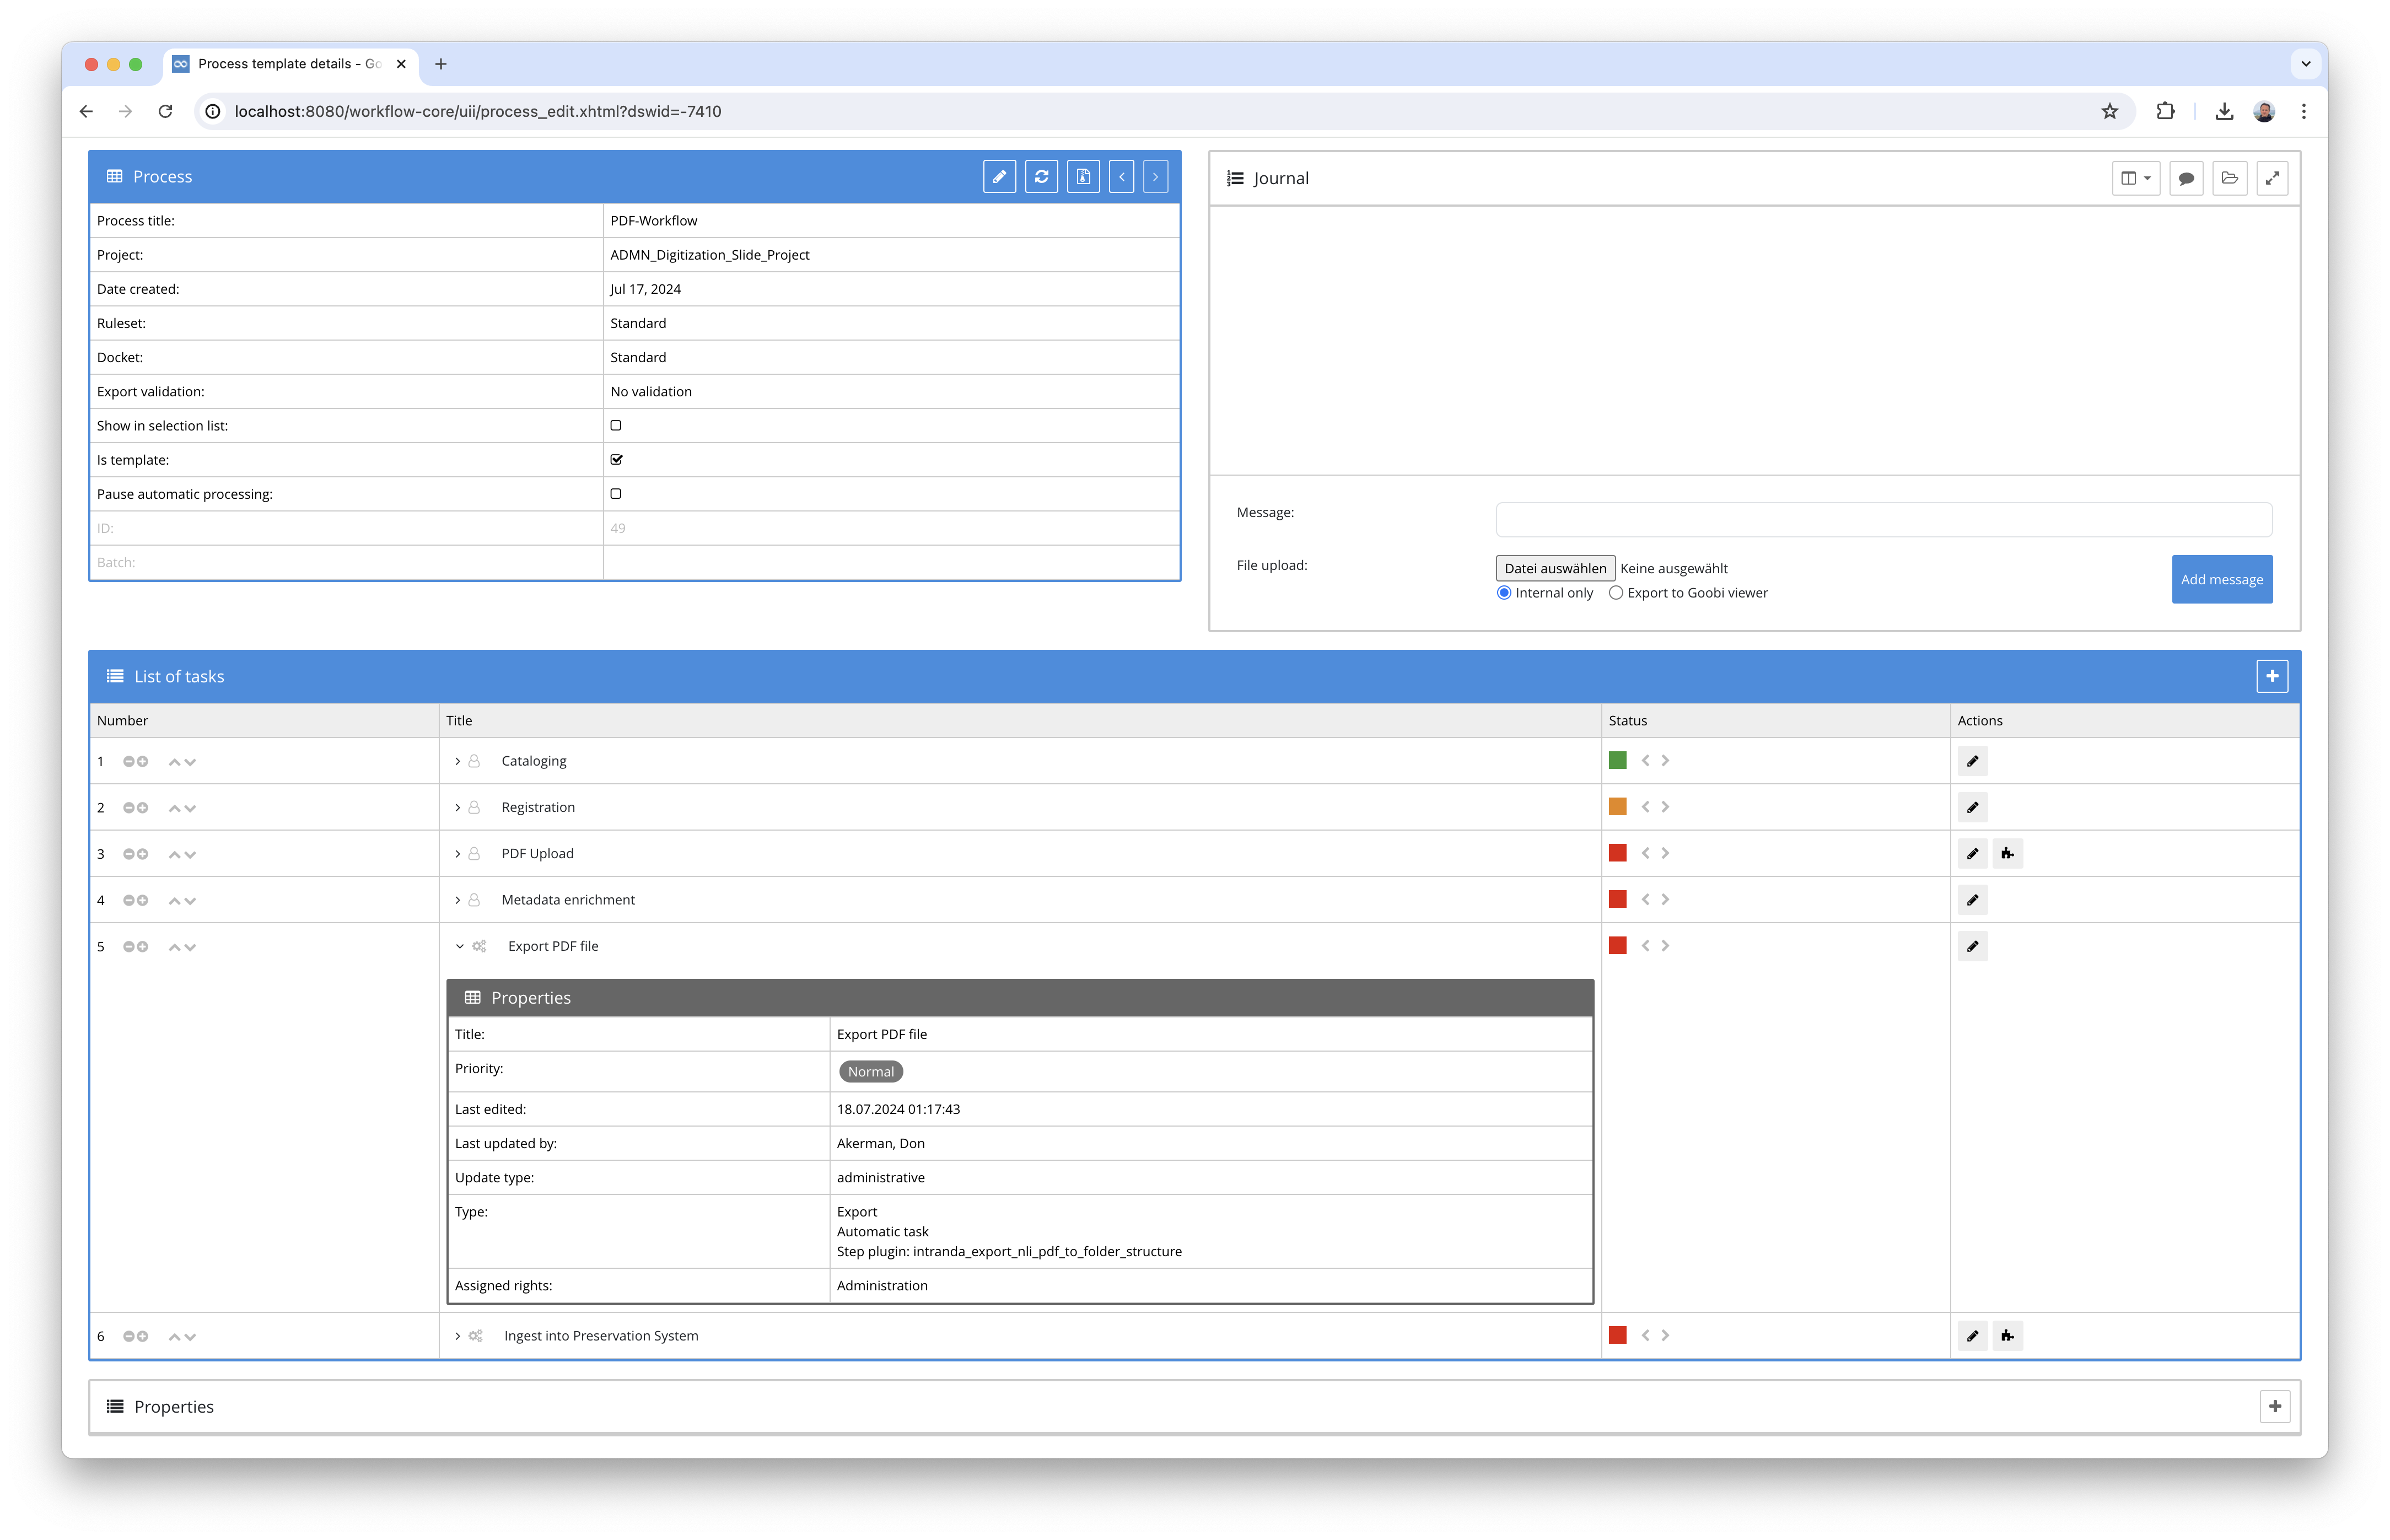 Process template details - Go
localhost:8080/workflow-core/uii/process_edit.xhtml?dswid=-7410
Process
Process title: PDF-Workflow
Project: ADMN_Digitization_Slide_Project
Date created: Jul 17, 2024
Ruleset: Standard
Docket: Standard
Export validation: No validation
Show in selection list:
Is template:
Pause automatic processing:
ID: 49
Batch:
Journal
Message:
File upload: Datei auswählen Keine ausgewählt
Internal only Export to Goobi viewer
Add message
List of tasks
Number Title Status Actions
1 Cataloging
2 Registration
3 PDF Upload
4 Metadata enrichment
5 Export PDF file
Properties
Title: Export PDF file
Priority: Normal
Last edited: 18.07.2024 01:17:43
Last updated by: Akerman, Don
Update type: administrative
Type: Export
Automatic task
Step plugin: intranda_export_nli_pdf_to_folder_structure
Assigned rights: Administration
6 Ingest into Preservation System
Properties